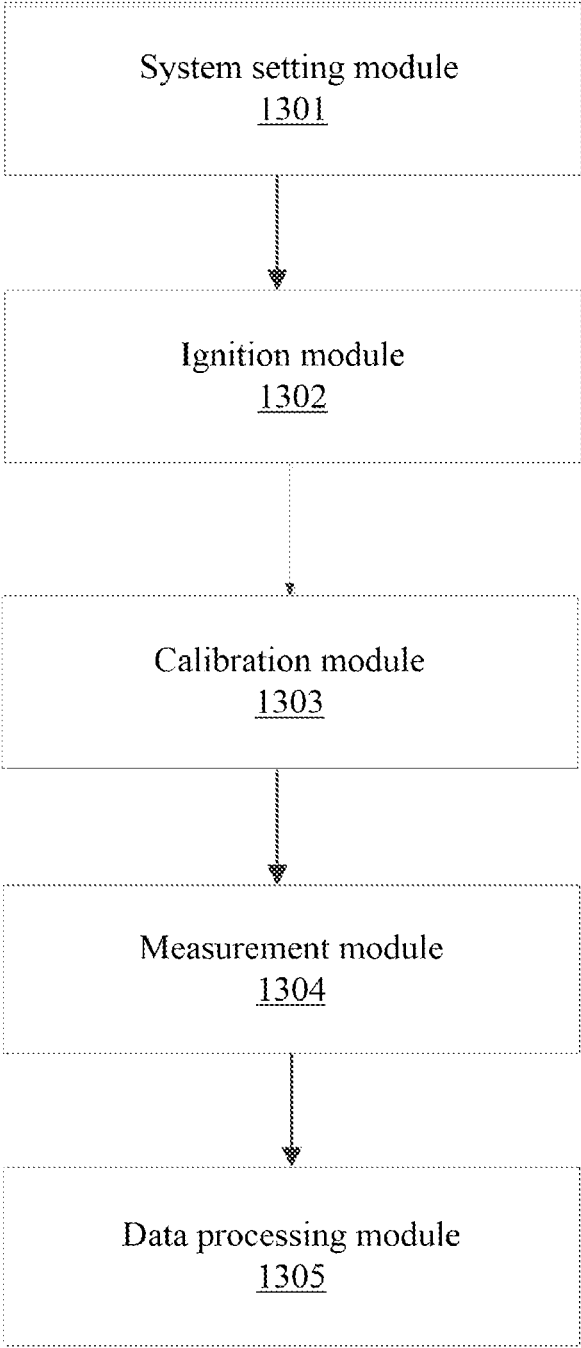 System setting module
1301
Ignition module
1302
Calibration module
1303
Measurement module
1304
Data processing module
1305